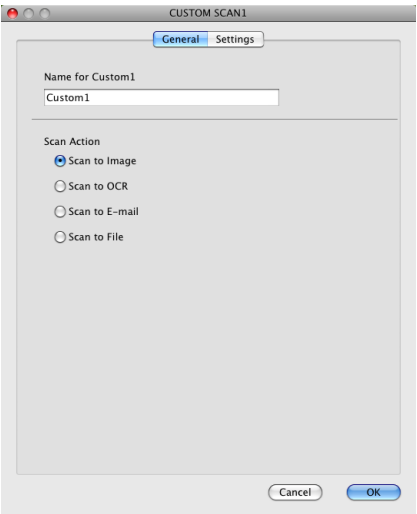 CUSTOM SCAN1
General Settings
Name for Custom1
Custom1
Scan Action
Scan to Image
Scan to OCR
Scan to E-mail
Scan to File
Cancel OK